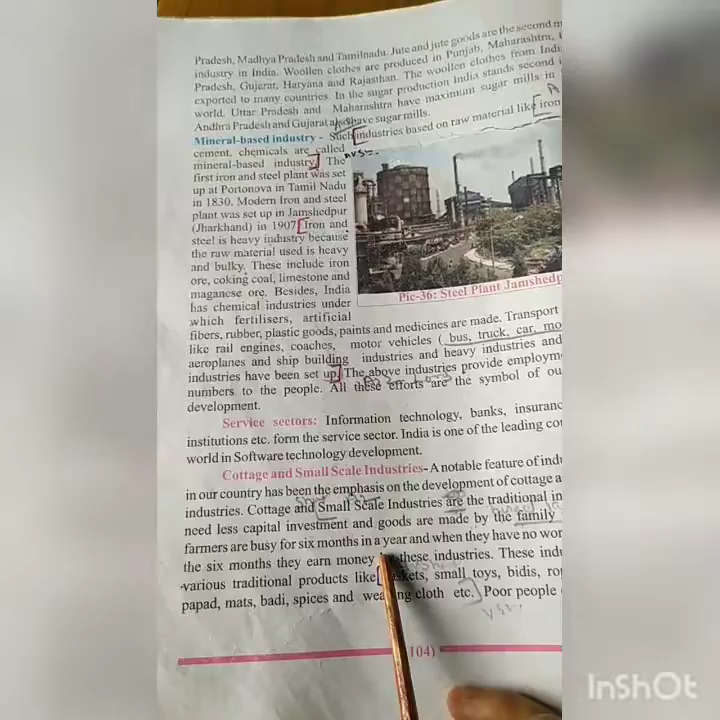 Pradesh, Madhya Pradesh and Tamilnadu. Jute and jute goods are the second
industry in India. Woollen clothes are produced in Punjab, Maharashtra,
Pradesh, Gujarat, Haryana and Rajasthan. The woollen clothes from
exported to many countries. In the sugar production India stands second
world. Uttar Pradesh and Maharashtra have maximum sugar mills in
Andhra Pradesh and Gujarat also have sugar mills.
Mineral-based industry - Such industries based on raw material like iron
cement, chemicals are called
mineral-based industry. The
first iron and steel plant was set
up at Portonova in Tamil Nadu
in 1830. Modern Iron and steel
plant was set up in Jamshedpur
(Jharkhand) in 1907. Iron and
steel is heavy industry because
the raw material used is heavy
and bulky. These include iron
ore, coking coal, limestone and
maganese ore. Besides, India
has chemical industries under
which fertilisers, artificial
Pic-36: Steel Plant Jamshedp
fibers, rubber, plastic goods, paints and medicines are made. Transport
like rail engines, coaches, motor vehicles ( bus, truck, car, mo
aeroplanes and ship building industries and heavy industries and
industries have been set up. The above industries provide employm
numbers to the people. All these efforts are the symbol of ou
development.
Service sectors: Information technology, banks, insuranc
institutions etc. form the service sector. India is one of the leading co
world in Software technology development.
Cottage and Small Scale Industries- A notable feature of ind
in our country has been the emphasis on the development of cottage a
industries. Cottage and Small Scale Industries are the traditional in
need less capital investment and goods are made by the family
farmers are busy for six months in a year and when they have no wor
the six months they earn money these industries. These ind
various traditional products like baskets, small toys, bidis, ro
papad, mats, badi, spices and cloth etc. Poor people
104)
InShOt